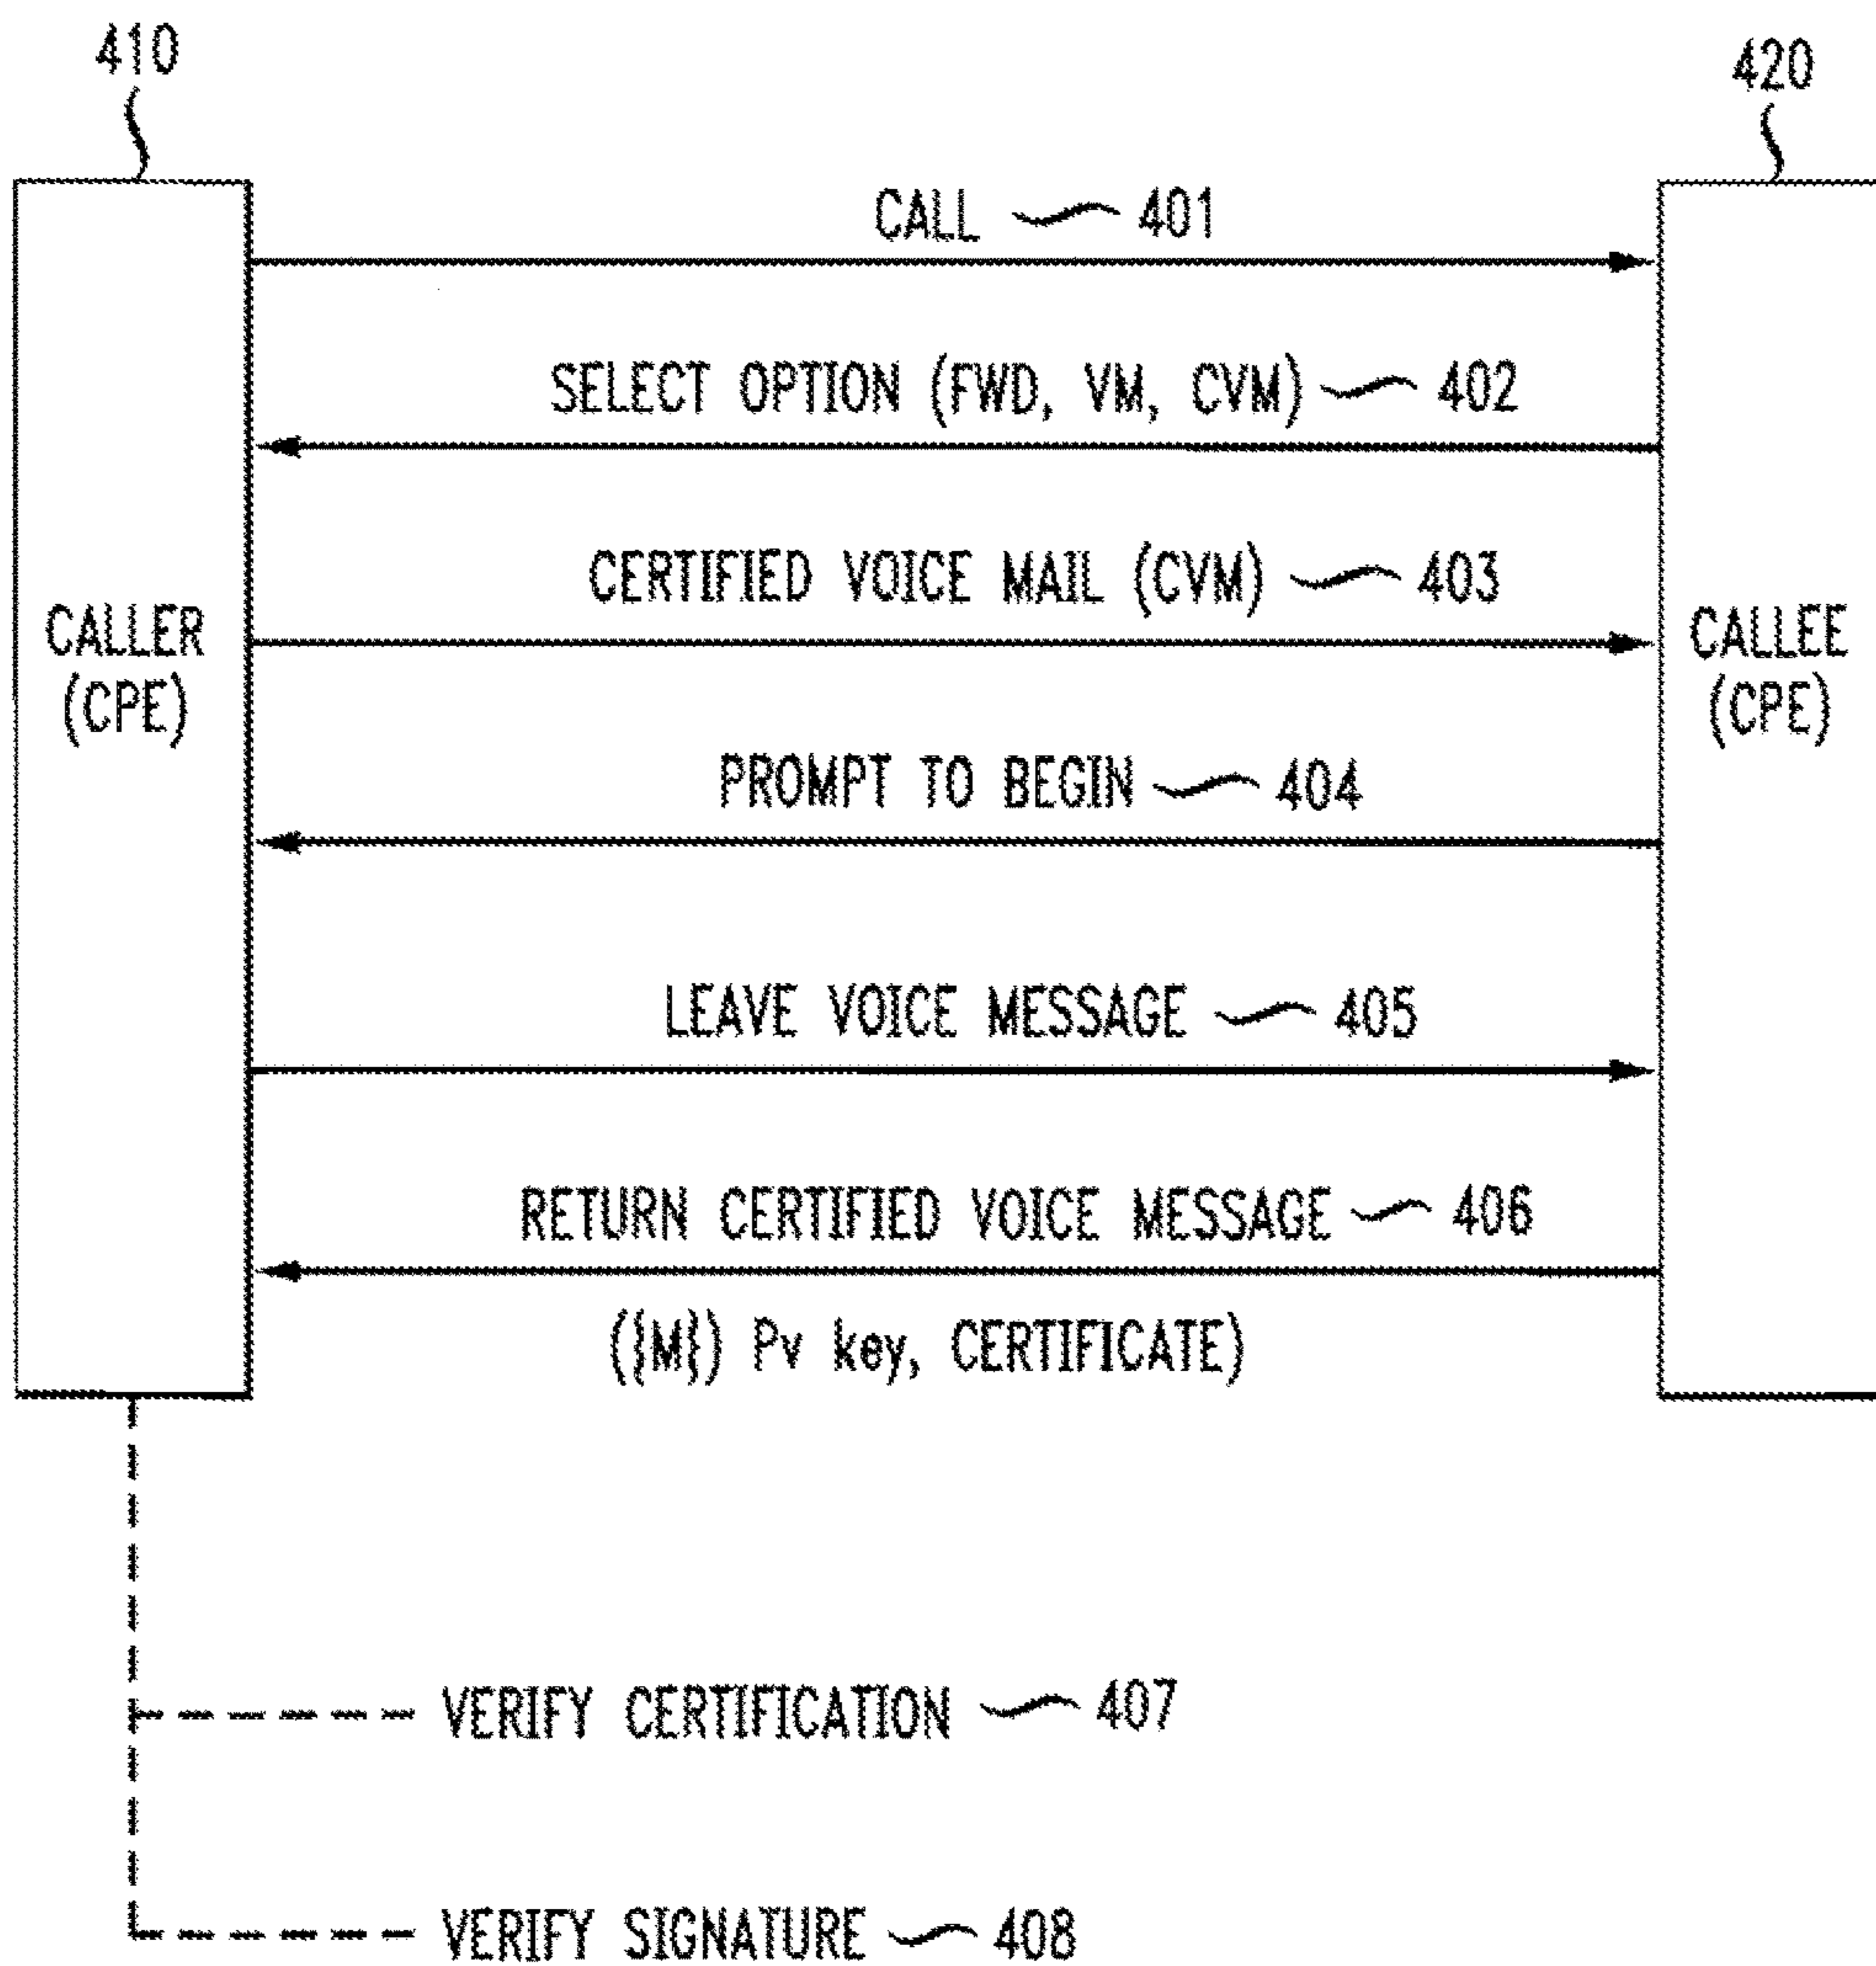 410
420
CALL 401
SELECT OPTION (FWD, VM, CVM) 402
CERTIFIED VOICE MAIL (CVM) 403
CALLER
(CPE)
CALLEE
(CPE)
PROMPT TO BEGIN 404
LEAVE VOICE MESSAGE 405
RETURN CERTIFIED VOICE MESSAGE 406
({M}) Pv key, CERTIFICATE)
VERIFY CERTIFICATION 407
VERIFY SIGNATURE 408